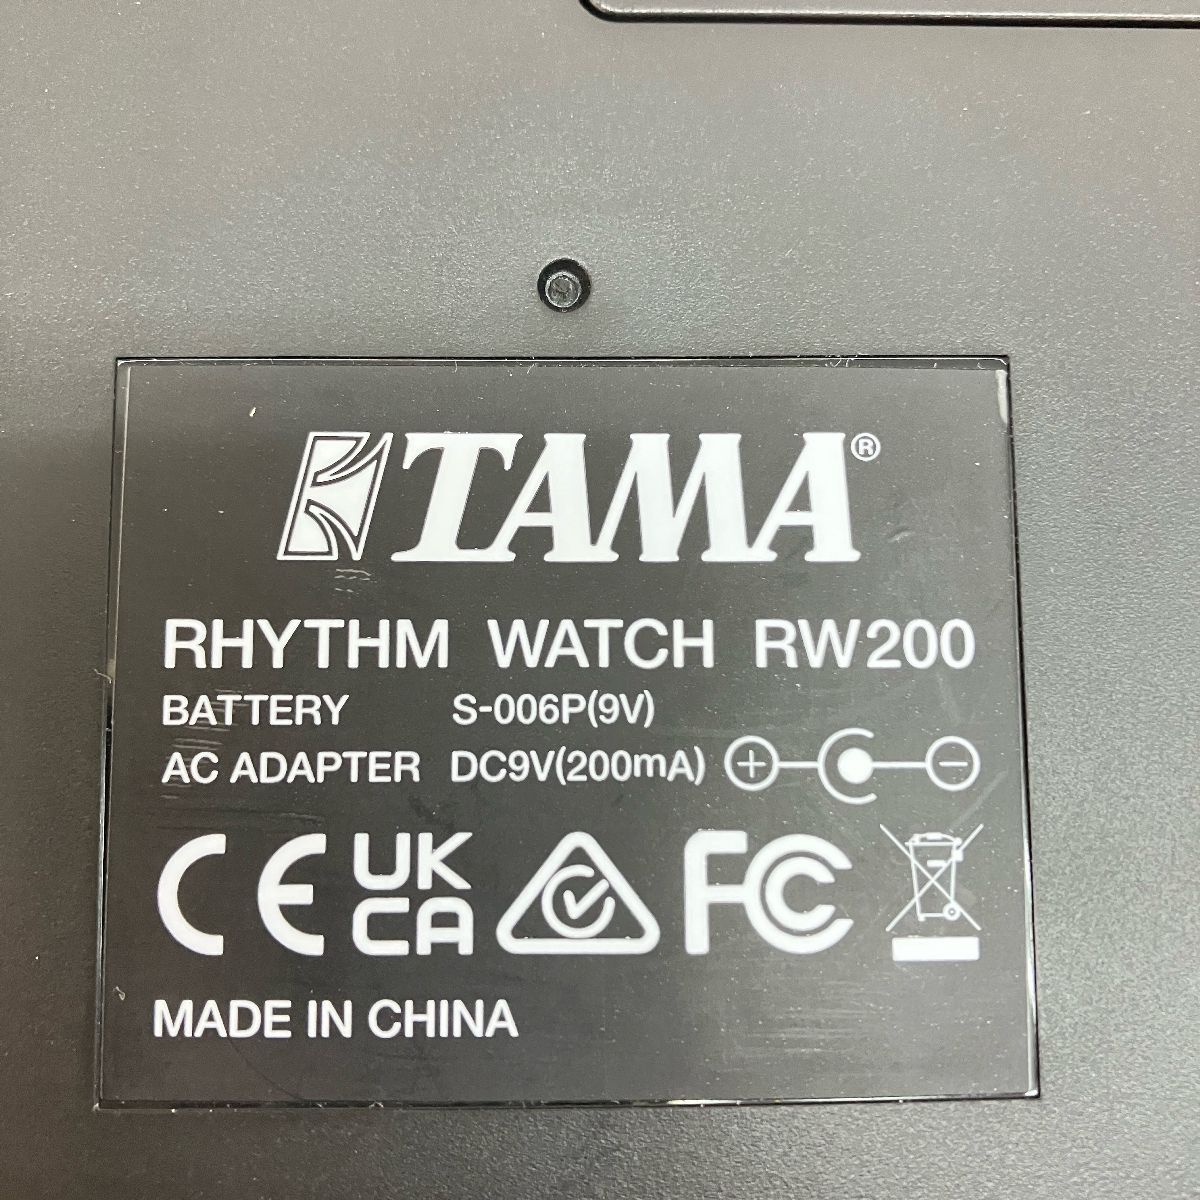 TAMA®
RHYTHM WATCH RW200
BATTERY S-006P(9V)
AC ADAPTER DC9V(200mA) + −
CE UK CA FC
MADE IN CHINA